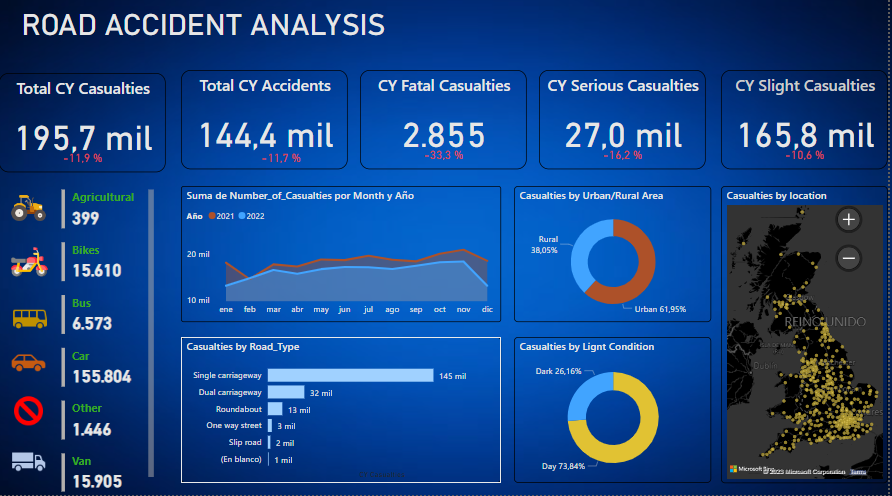 ROAD ACCIDENT ANALYSIS
Total CY Casualties
195,7 mil
-11,9 %
Total CY Accidents
144,4 mil
-11,7 %
CY Fatal Casualties
2.855
-33,3 %
CY Serious Casualties
27,0 mil
-16,2 %
CY Slight Casualties
165,8 mil
-10,6 %
Agricultural
399
Bikes
15.610
Bus
6.573
Car
155.804
Other
1.446
Van
15.905
Suma de Number_of_Casualties por Month y Año
Año 2021 2022
20 mil
10 mil
ene feb mar abr may jun jul ago sep oct nov dic
Casualties by Road_Type
Single carriageway 145 mil
Dual carriageway 32 mil
Roundabout 13 mil
One way street 3 mil
Slip road 2 mil
(En blanco) 1 mil
Casualties by Urban/Rural Area
Rural
38,05%
Urban 61,95%
Casualties by Lignt Condition
Dark 26,16%
Day 73,84%
Casualties by location
+
−
REINO UNIDO
Dublin
Microsoft Bing
© 2023 Microsoft Corporation Terms